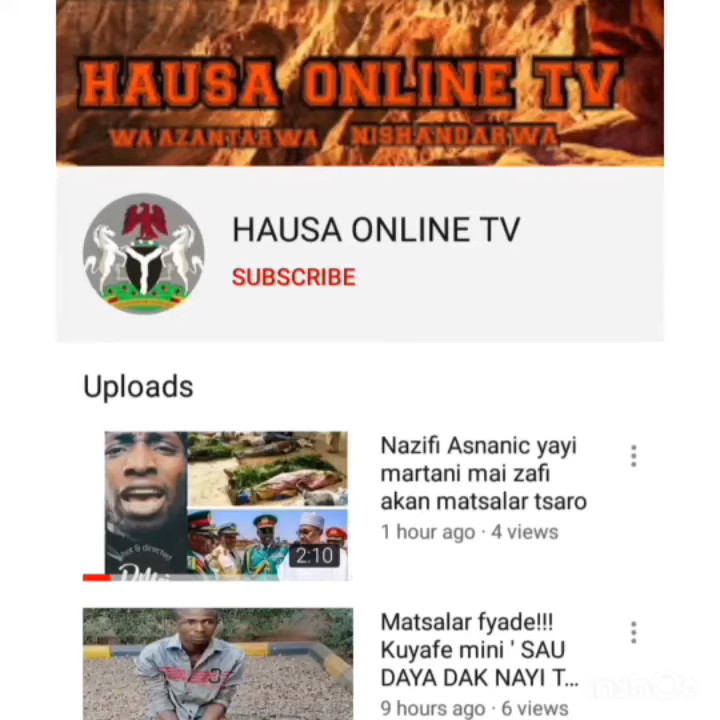 HAUSA ONLINE TV
WA'AZANTARWA NISHANDARWA
HAUSA ONLINE TV
SUBSCRIBE
Uploads
Nazifi Asnanic yayi
martani mai zafi
akan matsalar tsaro
1 hour ago · 4 views
2:10
Matsalar fyade!!!
Kuyafe mini ' SAU
DAYA DAK NAYI T...
9 hours ago · 6 views